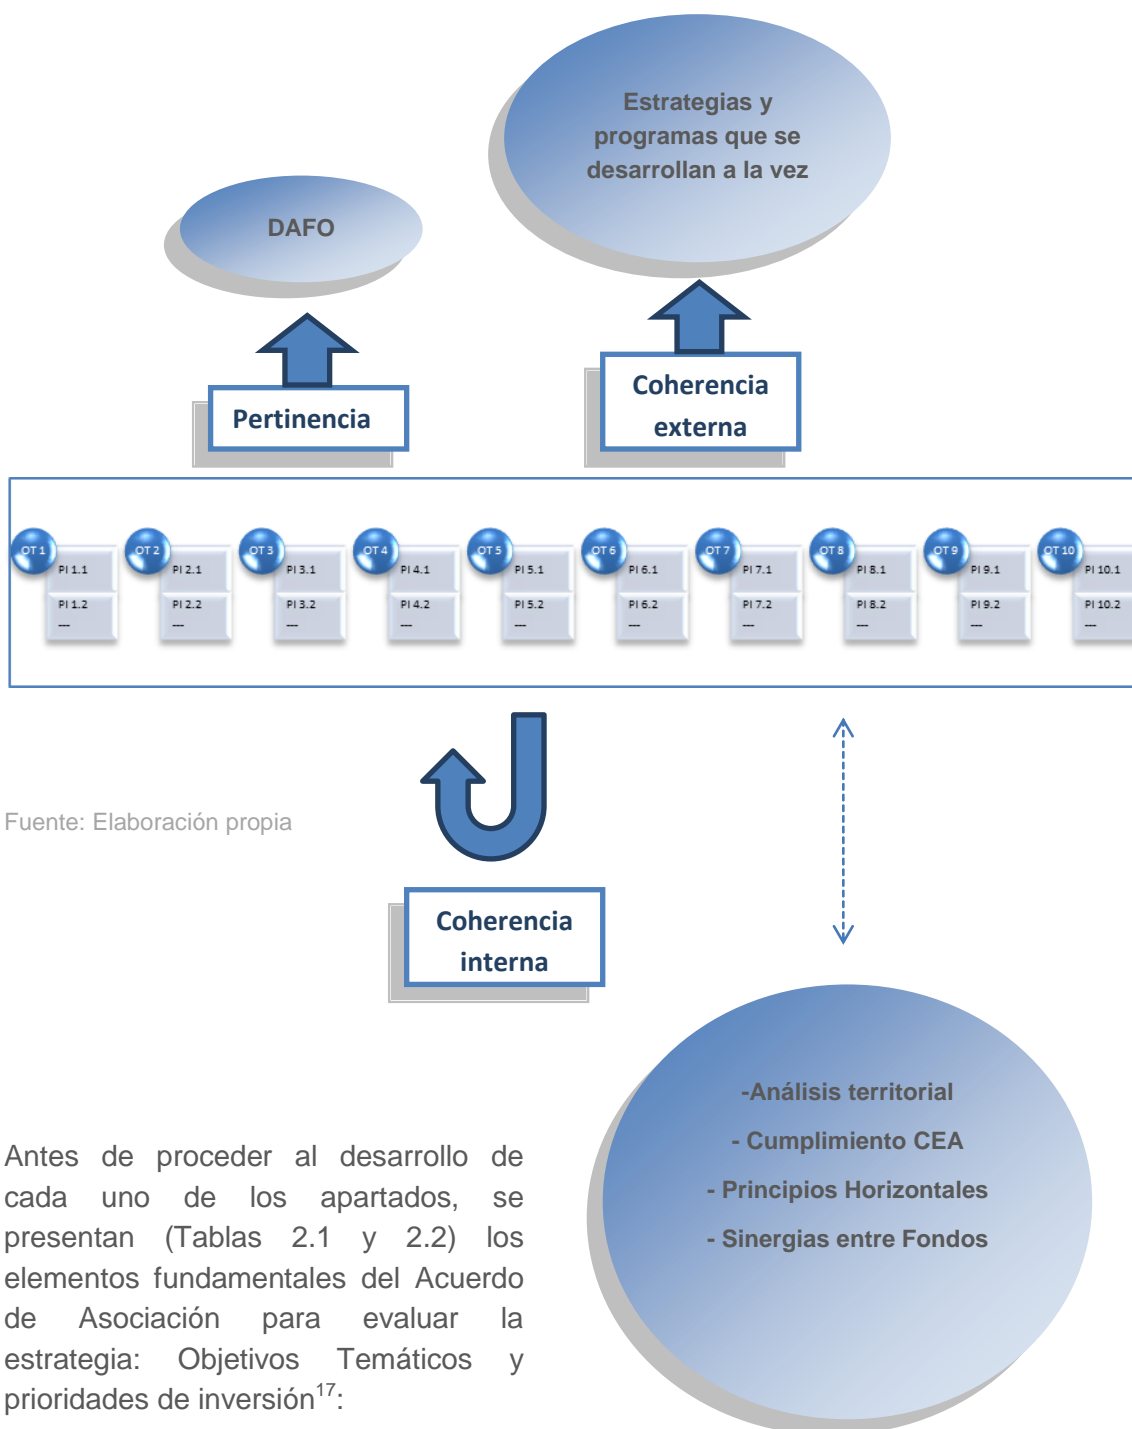 Estrategias y
programas que se
desarrollan a la vez
DAFO
Pertinencia
Coherencia
externa
OT 1
PI 1.1
PI 1.2
---
OT 2
PI 2.1
PI 2.2
---
OT 3
PI 3.1
PI 3.2
---
OT 4
PI 4.1
PI 4.2
---
OT 5
PI 5.1
PI 5.2
---
OT 6
PI 6.1
PI 6.2
---
OT 7
PI 7.1
PI 7.2
---
OT 8
PI 8.1
PI 8.2
---
OT 9
PI 9.1
PI 9.2
---
OT 10
PI 10.1
PI 10.2
---
Fuente: Elaboración propia
Coherencia
interna
-Análisis territorial
- Cumplimiento CEA
- Principios Horizontales
- Sinergias entre Fondos
Antes de proceder al desarrollo de
cada uno de los apartados, se
presentan (Tablas 2.1 y 2.2) los
elementos fundamentales del Acuerdo
de Asociación para evaluar la
estrategia: Objetivos Temáticos y
prioridades de inversión17: